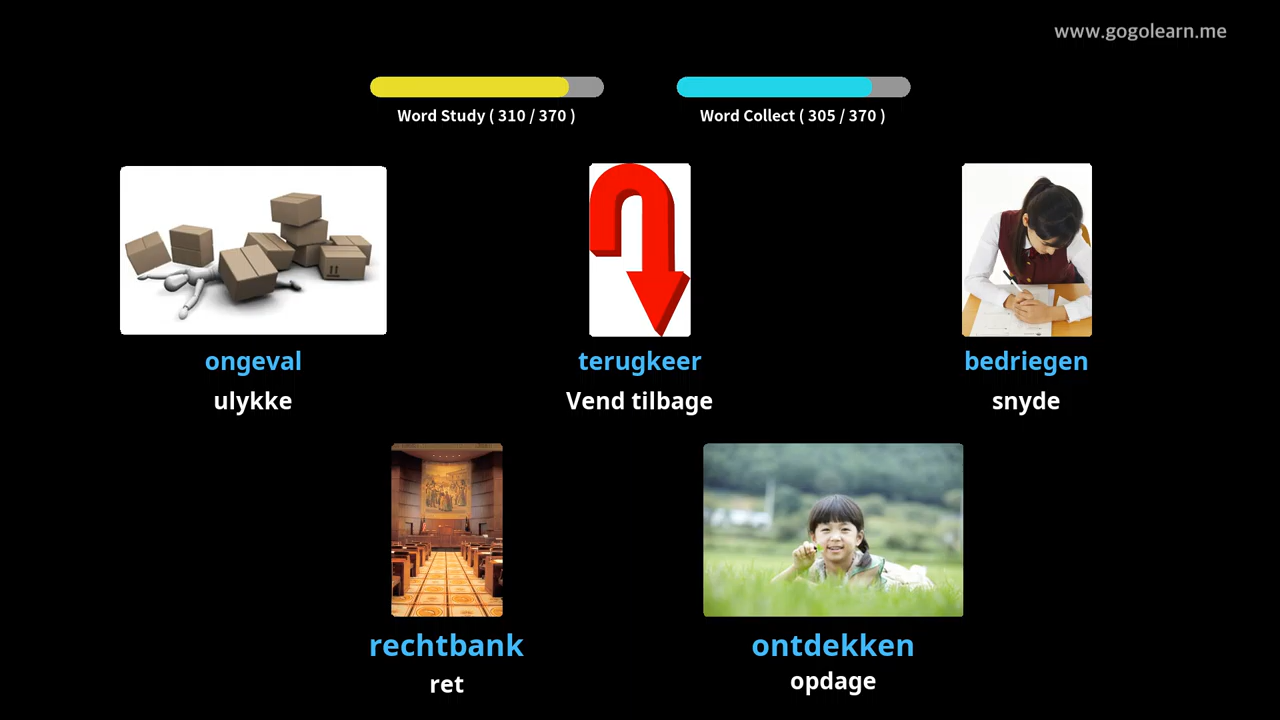 www.gogolearn.me
Word Study ( 310 / 370 )
Word Collect ( 305 / 370 )
ongeval
ulykke
terugkeer
Vend tilbage
bedriegen
snyde
rechtbank
ret
ontdekken
opdage